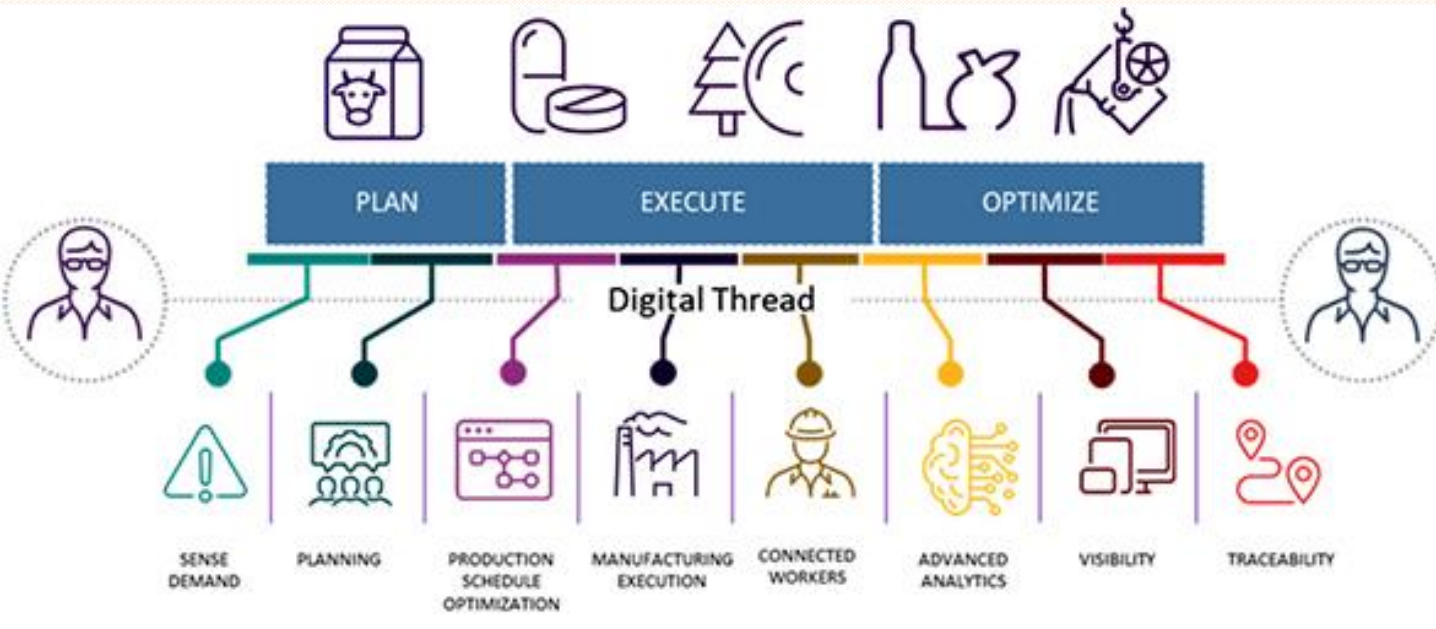 PLAN
EXECUTE
OPTIMIZE
Digital Thread
SENSE
DEMAND
PLANNING
PRODUCTION
SCHEDULE
OPTIMIZATION
MANUFACTURING
EXECUTION
CONNECTED
WORKERS
ADVANCED
ANALYTICS
VISIBILITY
TRACEABILITY